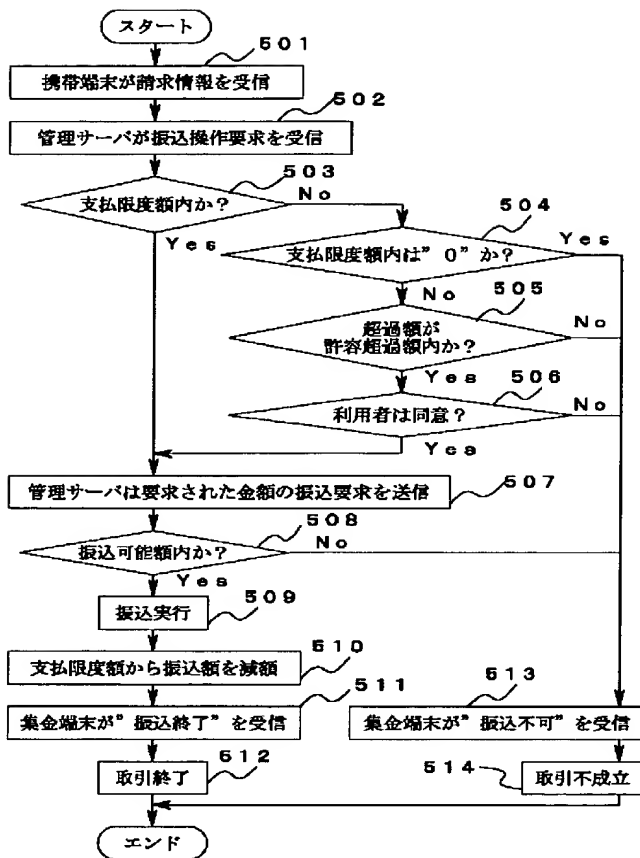 スタート
501
携帯端末が請求情報を受信
502
管理サーバが振込操作要求を受信
503
支払限度額内か？
No
Yes
504
支払限度額内は”0”か？
Yes
No
505
超過額が
許容超過額内か？
No
Yes
506
利用者は同意？
No
Yes
管理サーバは要求された金額の振込要求を送信
507
508
振込可能額内か？
No
Yes
振込実行
509
支払限度額から振込額を減額
510
511
集金端末が”振込終了”を受信
513
集金端末が”振込不可”を受信
取引終了
512
514
取引不成立
エンド